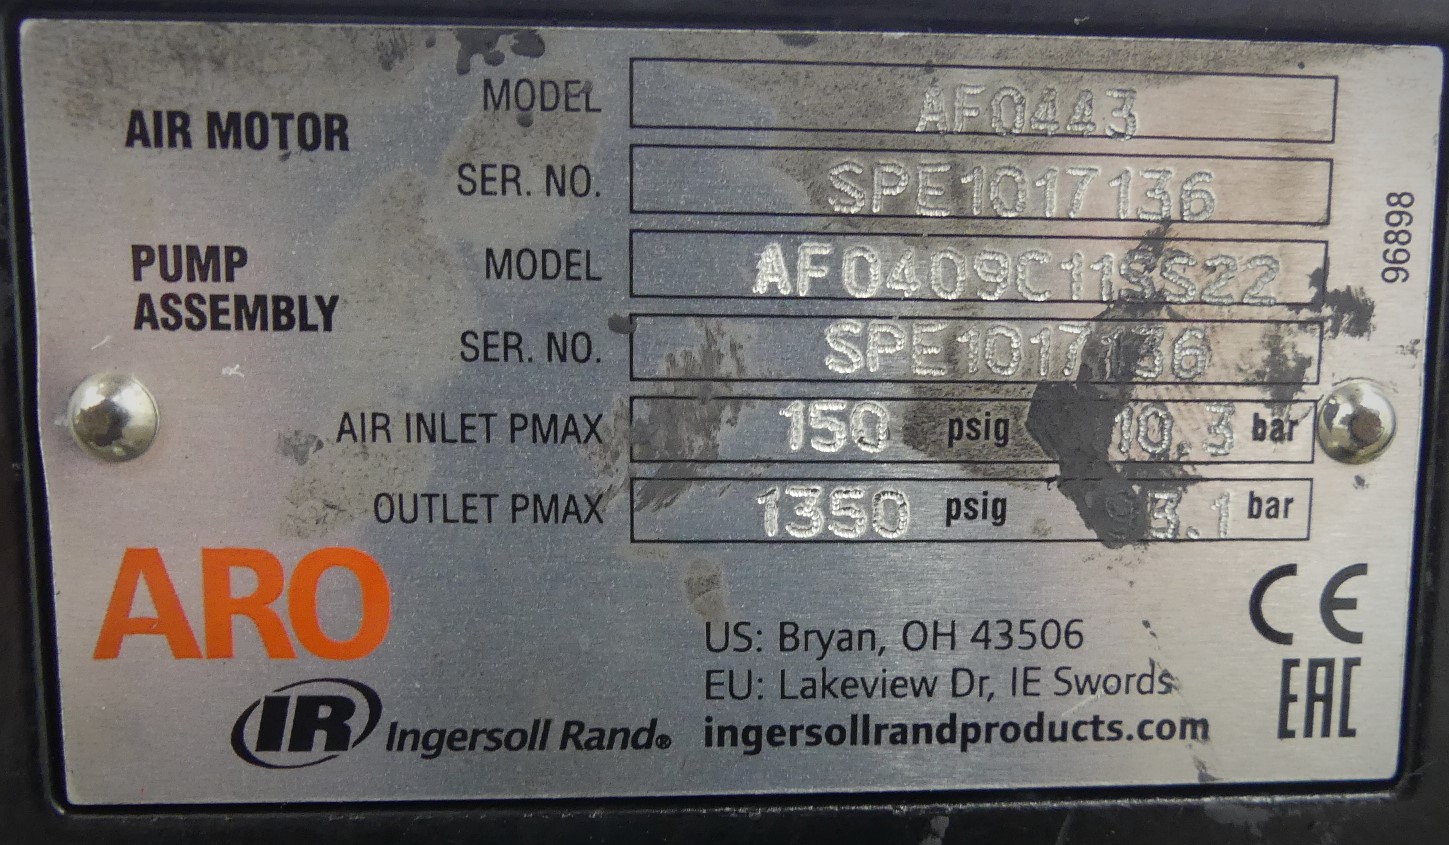 AIR MOTOR
MODEL AF0443
SER. NO. SPE1017136
PUMP
ASSEMBLY
MODEL AF0409C11SS22
SER. NO. SPE1017136
AIR INLET PMAX 150 psig 10.3 bar
OUTLET PMAX 1350 psig 93.1 bar
96898
ARO
IR Ingersoll Rand®
US: Bryan, OH 43506
EU: Lakeview Dr, IE Swords
ingersollrandproducts.com
CE
EAC